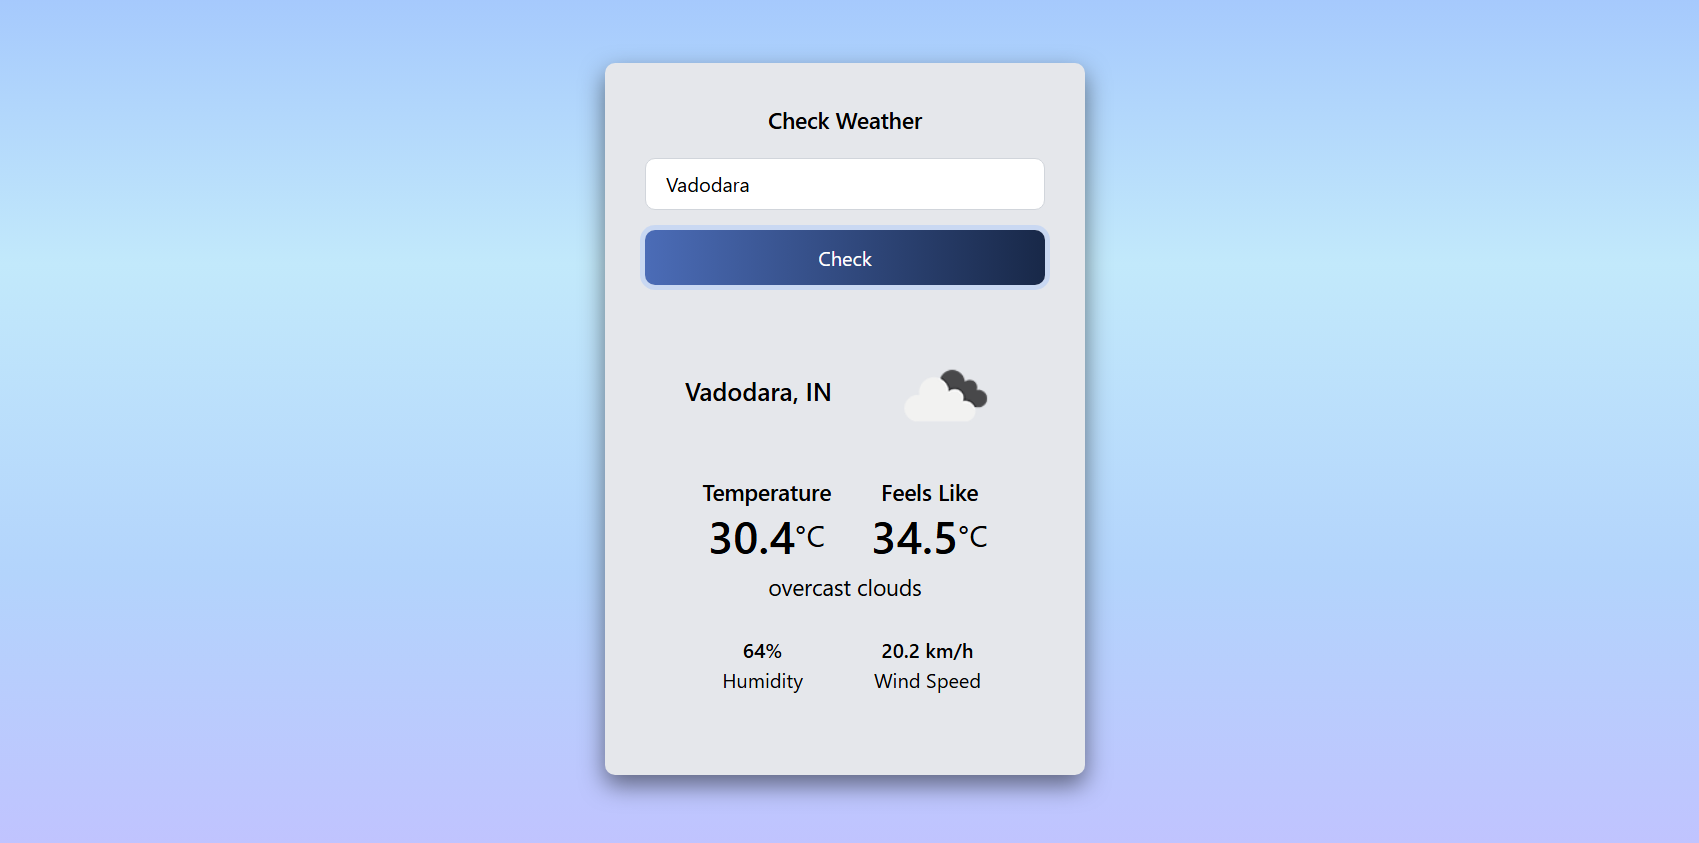 Check Weather
Vadodara
Check
Vadodara, IN
Temperature Feels Like
30.4°C 34.5°C
overcast clouds
64% 20.2 km/h
Humidity Wind Speed